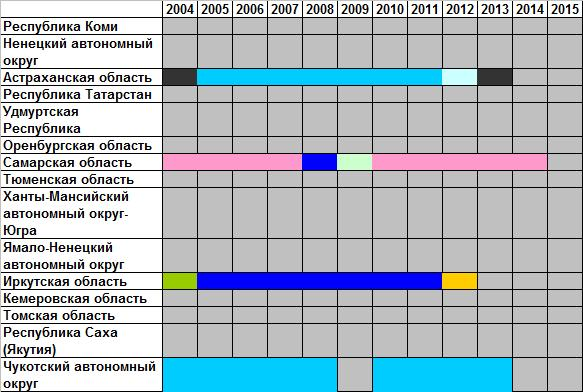 2004 2005 2006 2007 2008 2009 2010 2011 2012 2013 2014 2015
Республика Коми
Ненецкий автономный
округ
Астраханская область
Республика Татарстан
Удмуртская
Республика
Оренбургская область
Самарская область
Тюменская область
Ханты-Мансийский
автономный округ-
Югра
Ямало-Ненецкий
автономный округ
Иркутская область
Кемеровская область
Томская область
Республика Саха
(Якутия)
Чукотский автономный
округ